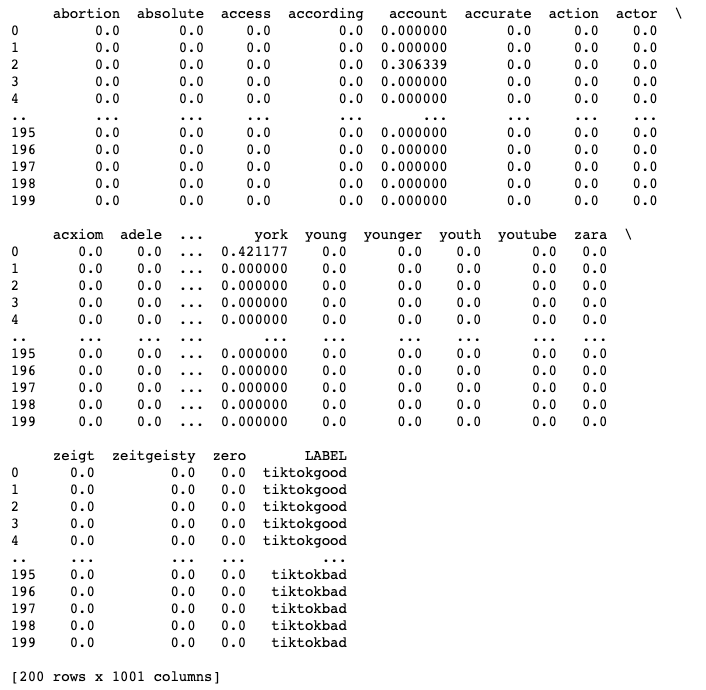 abortion  absolute  access  according   account  accurate  action  actor  \
0         0.0       0.0     0.0        0.0  0.000000       0.0     0.0    0.0
1         0.0       0.0     0.0        0.0  0.000000       0.0     0.0    0.0
2         0.0       0.0     0.0        0.0  0.306339       0.0     0.0    0.0
3         0.0       0.0     0.0        0.0  0.000000       0.0     0.0    0.0
4         0.0       0.0     0.0        0.0  0.000000       0.0     0.0    0.0
..        ...       ...     ...        ...       ...       ...     ...    ...
195       0.0       0.0     0.0        0.0  0.000000       0.0     0.0    0.0
196       0.0       0.0     0.0        0.0  0.000000       0.0     0.0    0.0
197       0.0       0.0     0.0        0.0  0.000000       0.0     0.0    0.0
198       0.0       0.0     0.0        0.0  0.000000       0.0     0.0    0.0
199       0.0       0.0     0.0        0.0  0.000000       0.0     0.0    0.0

     acxiom  adele  ...      york  young  younger  youth  youtube  zara  \
0       0.0    0.0  ...  0.421177    0.0      0.0    0.0      0.0   0.0
1       0.0    0.0  ...  0.000000    0.0      0.0    0.0      0.0   0.0
2       0.0    0.0  ...  0.000000    0.0      0.0    0.0      0.0   0.0
3       0.0    0.0  ...  0.000000    0.0      0.0    0.0      0.0   0.0
4       0.0    0.0  ...  0.000000    0.0      0.0    0.0      0.0   0.0
..      ...    ...  ...       ...    ...      ...    ...      ...   ...
195     0.0    0.0  ...  0.000000    0.0      0.0    0.0      0.0   0.0
196     0.0    0.0  ...  0.000000    0.0      0.0    0.0      0.0   0.0
197     0.0    0.0  ...  0.000000    0.0      0.0    0.0      0.0   0.0
198     0.0    0.0  ...  0.000000    0.0      0.0    0.0      0.0   0.0
199     0.0    0.0  ...  0.000000    0.0      0.0    0.0      0.0   0.0

     zeigt  zeitgeisty  zero       LABEL
0      0.0         0.0   0.0  tiktokgood
1      0.0         0.0   0.0  tiktokgood
2      0.0         0.0   0.0  tiktokgood
3      0.0         0.0   0.0  tiktokgood
4      0.0         0.0   0.0  tiktokgood
..     ...         ...   ...         ...
195    0.0         0.0   0.0   tiktokbad
196    0.0         0.0   0.0   tiktokbad
197    0.0         0.0   0.0   tiktokbad
198    0.0         0.0   0.0   tiktokbad
199    0.0         0.0   0.0   tiktokbad

[200 rows x 1001 columns]